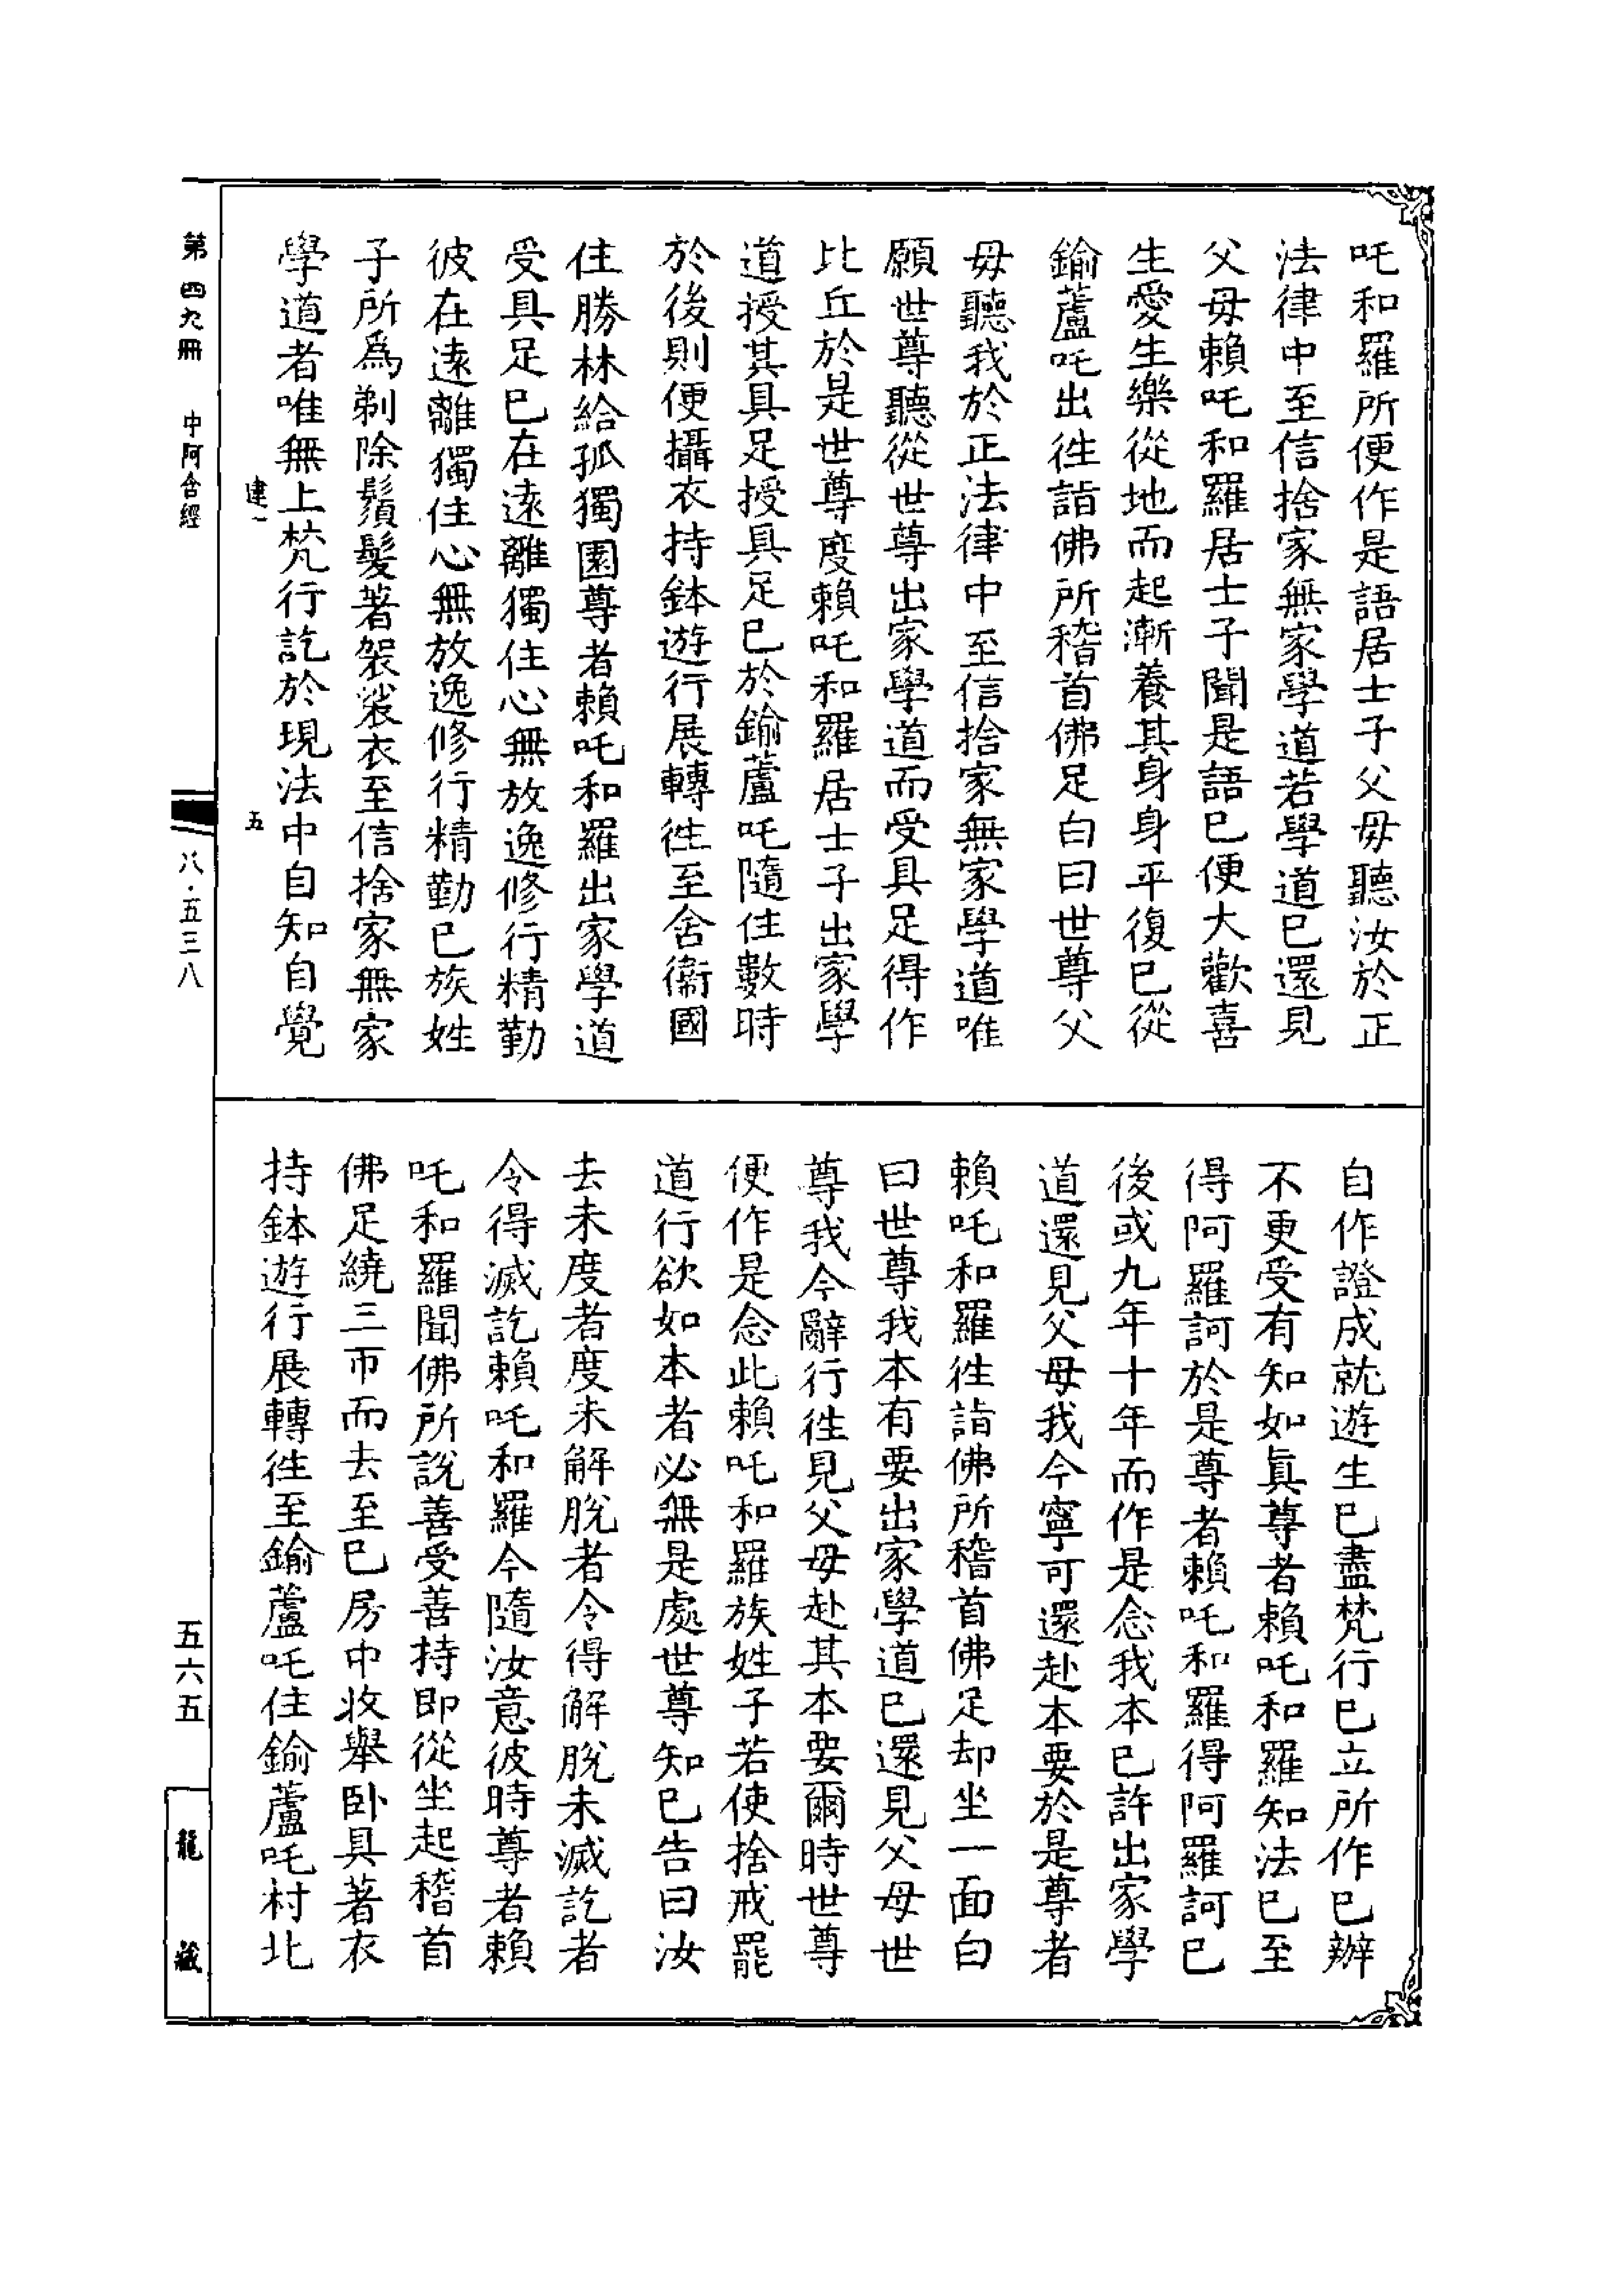 吒和羅所便作是語居士子父毋聽汝於正
法律中至信捨家無家學道若學道已還見
父毋賴吒和羅居士子聞是語已便大歡喜
生愛生樂從地而起漸養其身身平復已從
鍮蘆吒出徃詣佛所稽首佛足白曰世尊父
毋聽我於正法律中至信捨家無家學道唯
願世尊聽從世尊出家學道而受具足得作
比丘於是世尊度賴吒和羅居士子出家學
道授其具足授具足已於鍮蘆吒隨住數時
於後則便攝衣持鉢遊行展轉徃至舍衞國
住勝林給孤獨園尊者賴吒和羅出家學道
受具足已在遠離獨住心無放逸修行精勤
彼在遠離獨住心無放逸修行精勤已族姓
子所爲剃除鬚髮著袈裟衣至信捨家無家
學道者唯無上梵行訖於現法中自知自覺
建一
五
自作證成就遊生已盡梵行已立所作已辦
不更受有知如眞尊者賴吒和羅知法已至
得阿羅訶於是尊者賴吒和羅得阿羅訶已
後或九年十年而作是念我本已許出家學
道還見父母我今寧可還赴本要於是尊者
賴吒和羅徃詣佛所稽首佛足却坐一面白
曰世尊我本有要出家學道已還見父母世
尊我今辭行徃見父毋赴其本要爾時世尊
便作是念此賴吒和羅族姓子若使捨戒罷
道行欲如本者必無是處世尊知已告曰汝
去未度者度未解脫者令得解脫未滅訖者
令得滅訖賴吒和羅今隨汝意彼時尊者賴
吒和羅聞佛所說善受善持即從坐起稽首
佛足繞三帀而去至已房中收舉卧具著衣
持鉢遊行展轉徃至鍮蘆吒住鍮蘆吒村北
第四九冊
中阿含經
八·五三八
五六五
龍藏